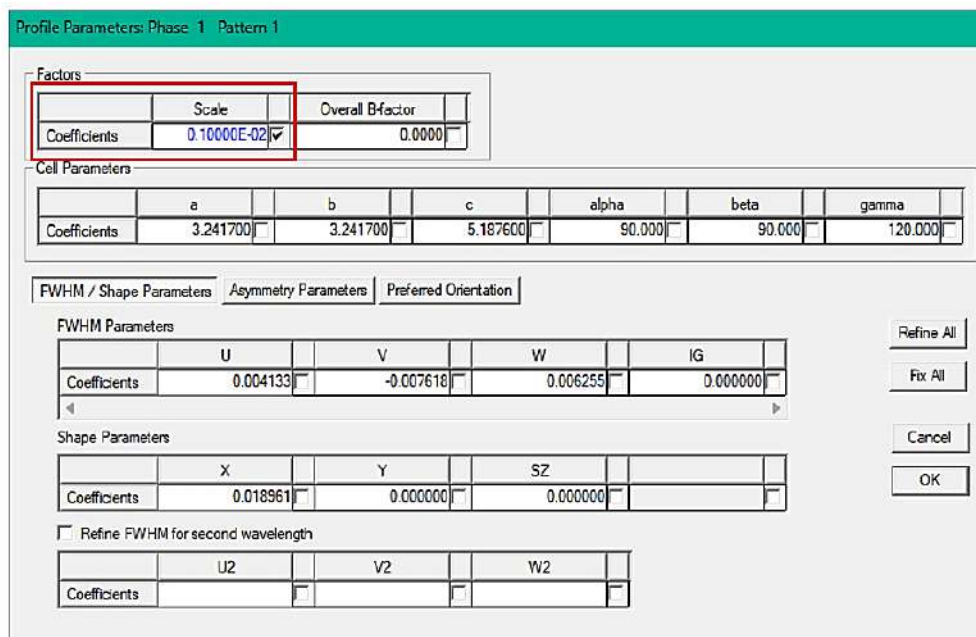 Profile Parameters: Phase 1 Pattern 1
Factors
Scale Overall B-factor
Coefficients 0.10000E-02 0.0000
Cell Parameters
a b c alpha beta gamma
Coefficients 3.241700 3.241700 5.187600 90.000 90.000 120.000
FWHM / Shape Parameters Asymmetry Parameters Preferred Orientation
FWHM Parameters
Refine All
U V W IG
Coefficients 0.004133 -0.007618 0.006255 0.000000
Fix All
Shape Parameters
Cancel
X Y SZ
Coefficients 0.018961 0.000000 0.000000
OK
Refine FWHM for second wavelength
U2 V2 W2
Coefficients